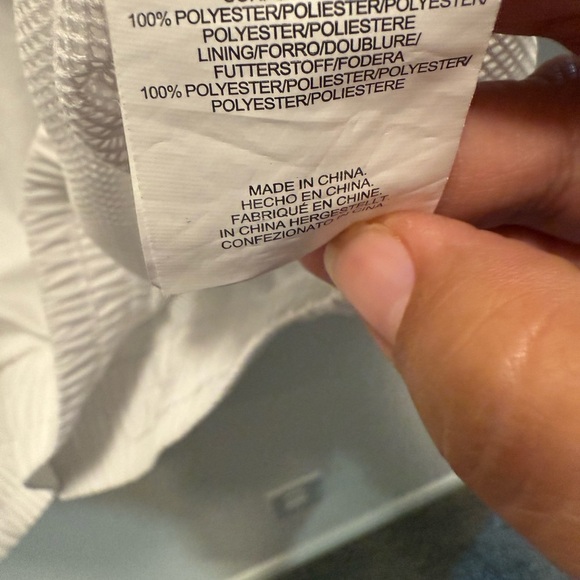 100% POLYESTER/POLIESTER/POLYESTER/
POLYESTER/POLIESTERE
LINING/FORRO/DOUBLURE/
FUTTERSTOFF/FODERA
100% POLYESTER/POLIESTER/POLYESTER/
POLYESTER/POLIESTERE
MADE IN CHINA.
HECHO EN CHINA.
FABRIQUÉ EN CHINE.
IN CHINA HERGESTELLT
CONFEZIONATO IN CINA